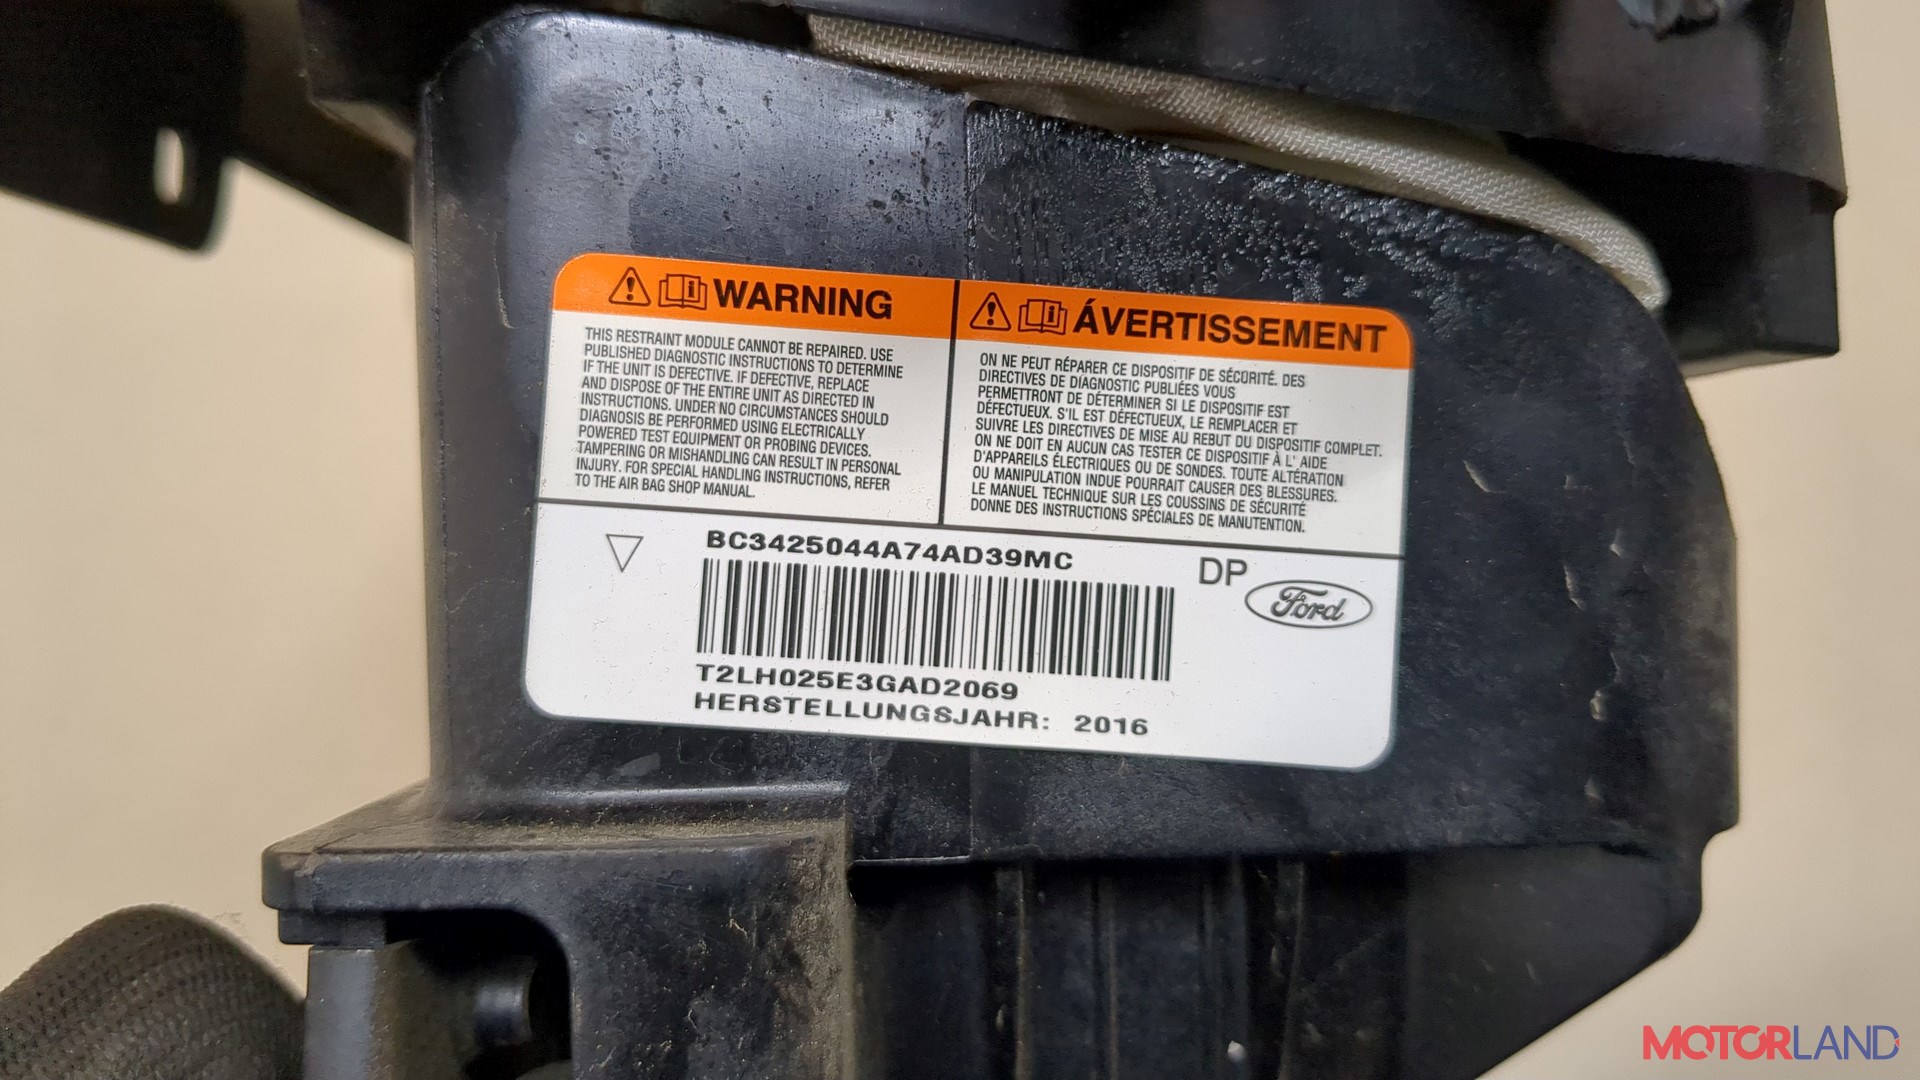 WARNING
THIS RESTRAINT MODULE CANNOT BE REPAIRED. USE
PUBLISHED DIAGNOSTIC INSTRUCTIONS TO DETERMINE
IF THE UNIT IS DEFECTIVE. IF DEFECTIVE, REPLACE
AND DISPOSE OF THE ENTIRE UNIT AS DIRECTED IN
INSTRUCTIONS. UNDER NO CIRCUMSTANCES SHOULD
DIAGNOSIS BE PERFORMED USING ELECTRICALLY
POWERED TEST EQUIPMENT OR PROBING DEVICES.
TAMPERING OR MISHANDLING CAN RESULT IN PERSONAL
INJURY. FOR SPECIAL HANDLING INSTRUCTIONS, REFER
TO THE AIR BAG SHOP MANUAL.
ÁVERTISSEMENT
ON NE PEUT RÉPARER CE DISPOSITIF DE SÉCURITÉ. DES
DIRECTIVES DE DIAGNOSTIC PUBLIÉES VOUS
PERMETTRONT DE DÉTERMINER SI LE DISPOSITIF EST
DÉFECTUEUX. S'IL EST DÉFECTUEUX, LE REMPLACER ET
SUIVRE LES DIRECTIVES DE MISE AU REBUT DU DISPOSITIF COMPLET.
ON NE DOIT EN AUCUN CAS TESTER CE DISPOSITIF À L' AIDE
D'APPAREILS ÉLECTRIQUES OU DE SONDES. TOUTE ALTÉRATION
OU MANIPULATION INDUE POURRAIT CAUSER DES BLESSURES.
LE MANUEL TECHNIQUE SUR LES COUSSINS DE SÉCURITÉ
DONNE DES INSTRUCTIONS SPÉCIALES DE MANUTENTION.
BC3425044A74AD39MC
DP
Ford
T2LH025E3GAD2069
HERSTELLUNGSJAHR: 2016
MOTORLAND